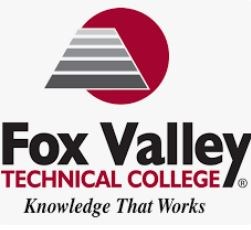 Fox Valley
TECHNICAL COLLEGE®
Knowledge That Works